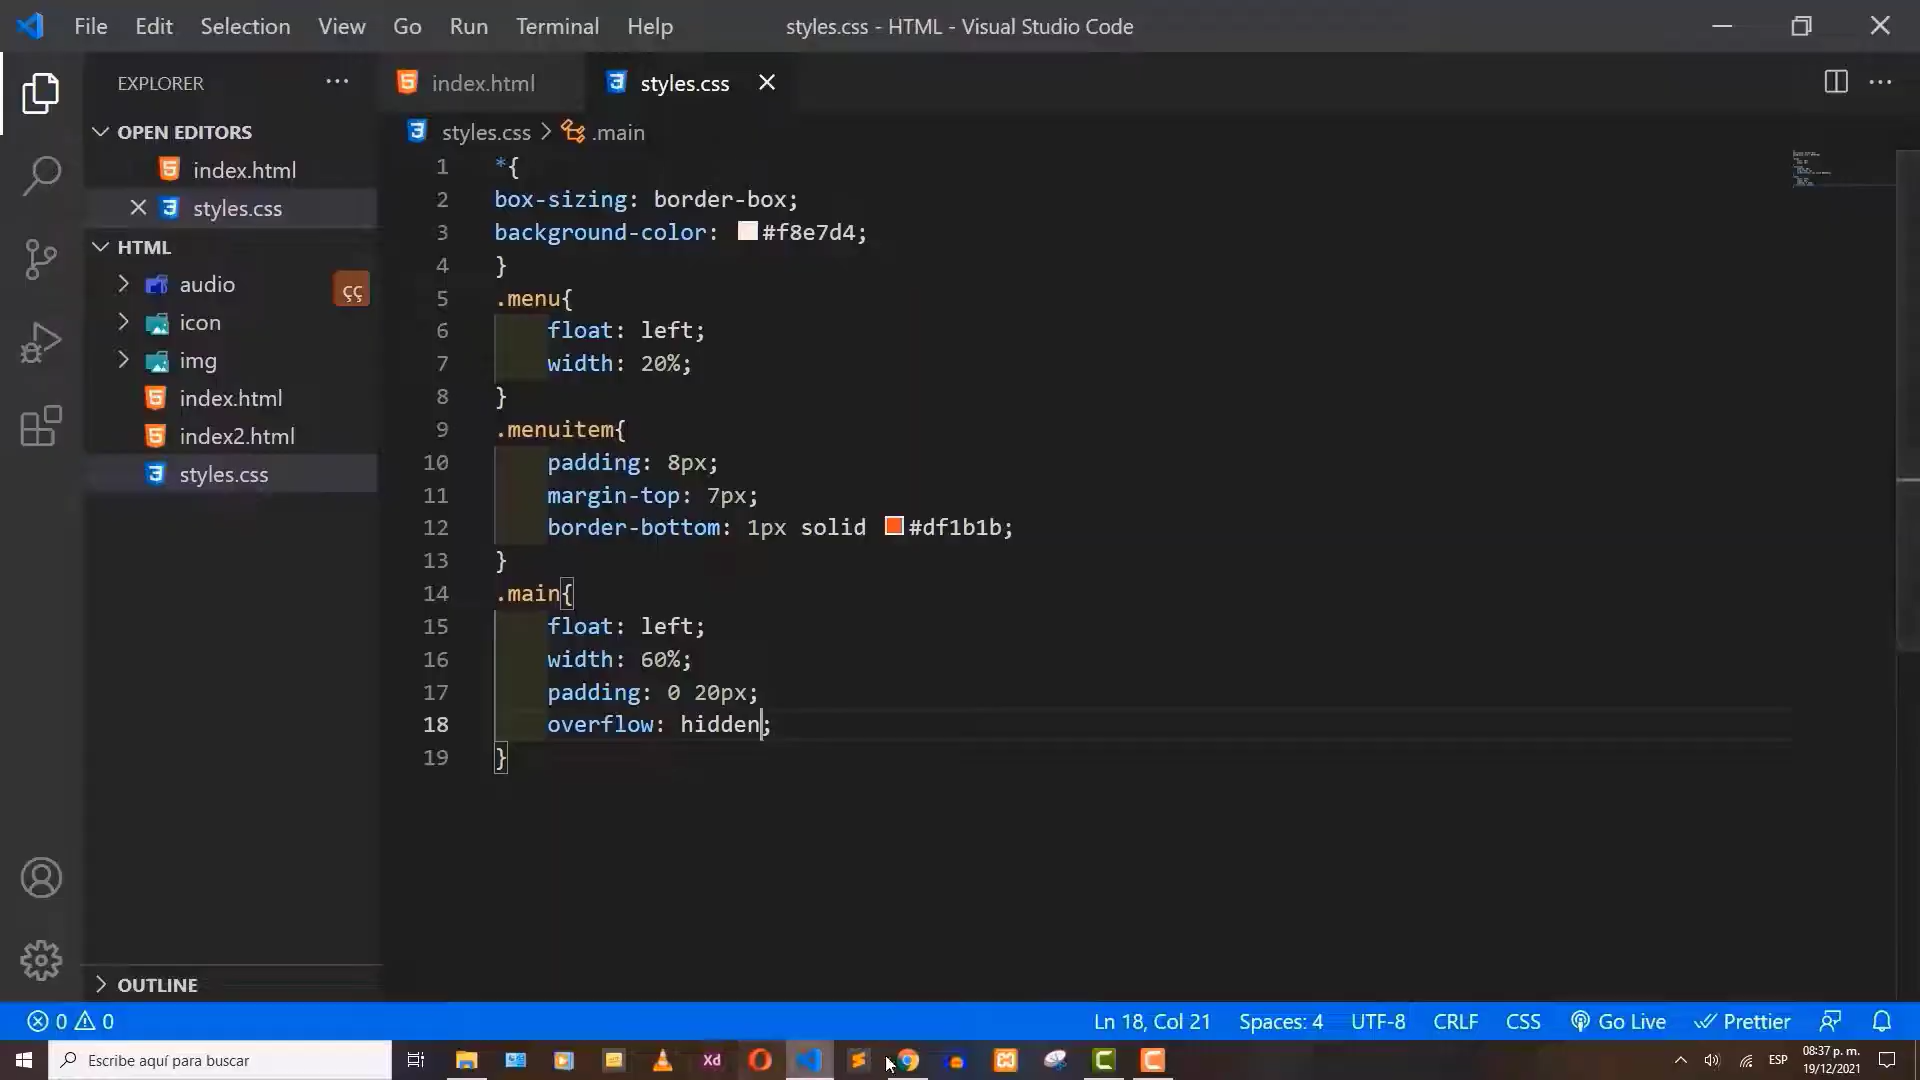 File Edit Selection View Go Run Terminal Help styles.css - HTML - Visual Studio Code
EXPLORER
index.html
styles.css
OPEN EDITORS
styles.css > .main
index.html
styles.css
HTML
audio
çç
icon
img
index.html
index2.html
styles.css
OUTLINE
1 *{
2 box-sizing: border-box;
3 background-color: #f8e7d4;
4 }
5 .menu{
6 float: left;
7 width: 20%;
8 }
9 .menuitem{
10 padding: 8px;
11 margin-top: 7px;
12 border-bottom: 1px solid #df1b1b;
13 }
14 .main{
15 float: left;
16 width: 60%;
17 padding: 0 20px;
18 overflow: hidden;
19 }
0 0 Ln 18, Col 21 Spaces: 4 UTF-8 CRLF CSS Go Live Prettier
Escribe aquí para buscar
Xd
ESP
08:37 p. m.
19/12/2021